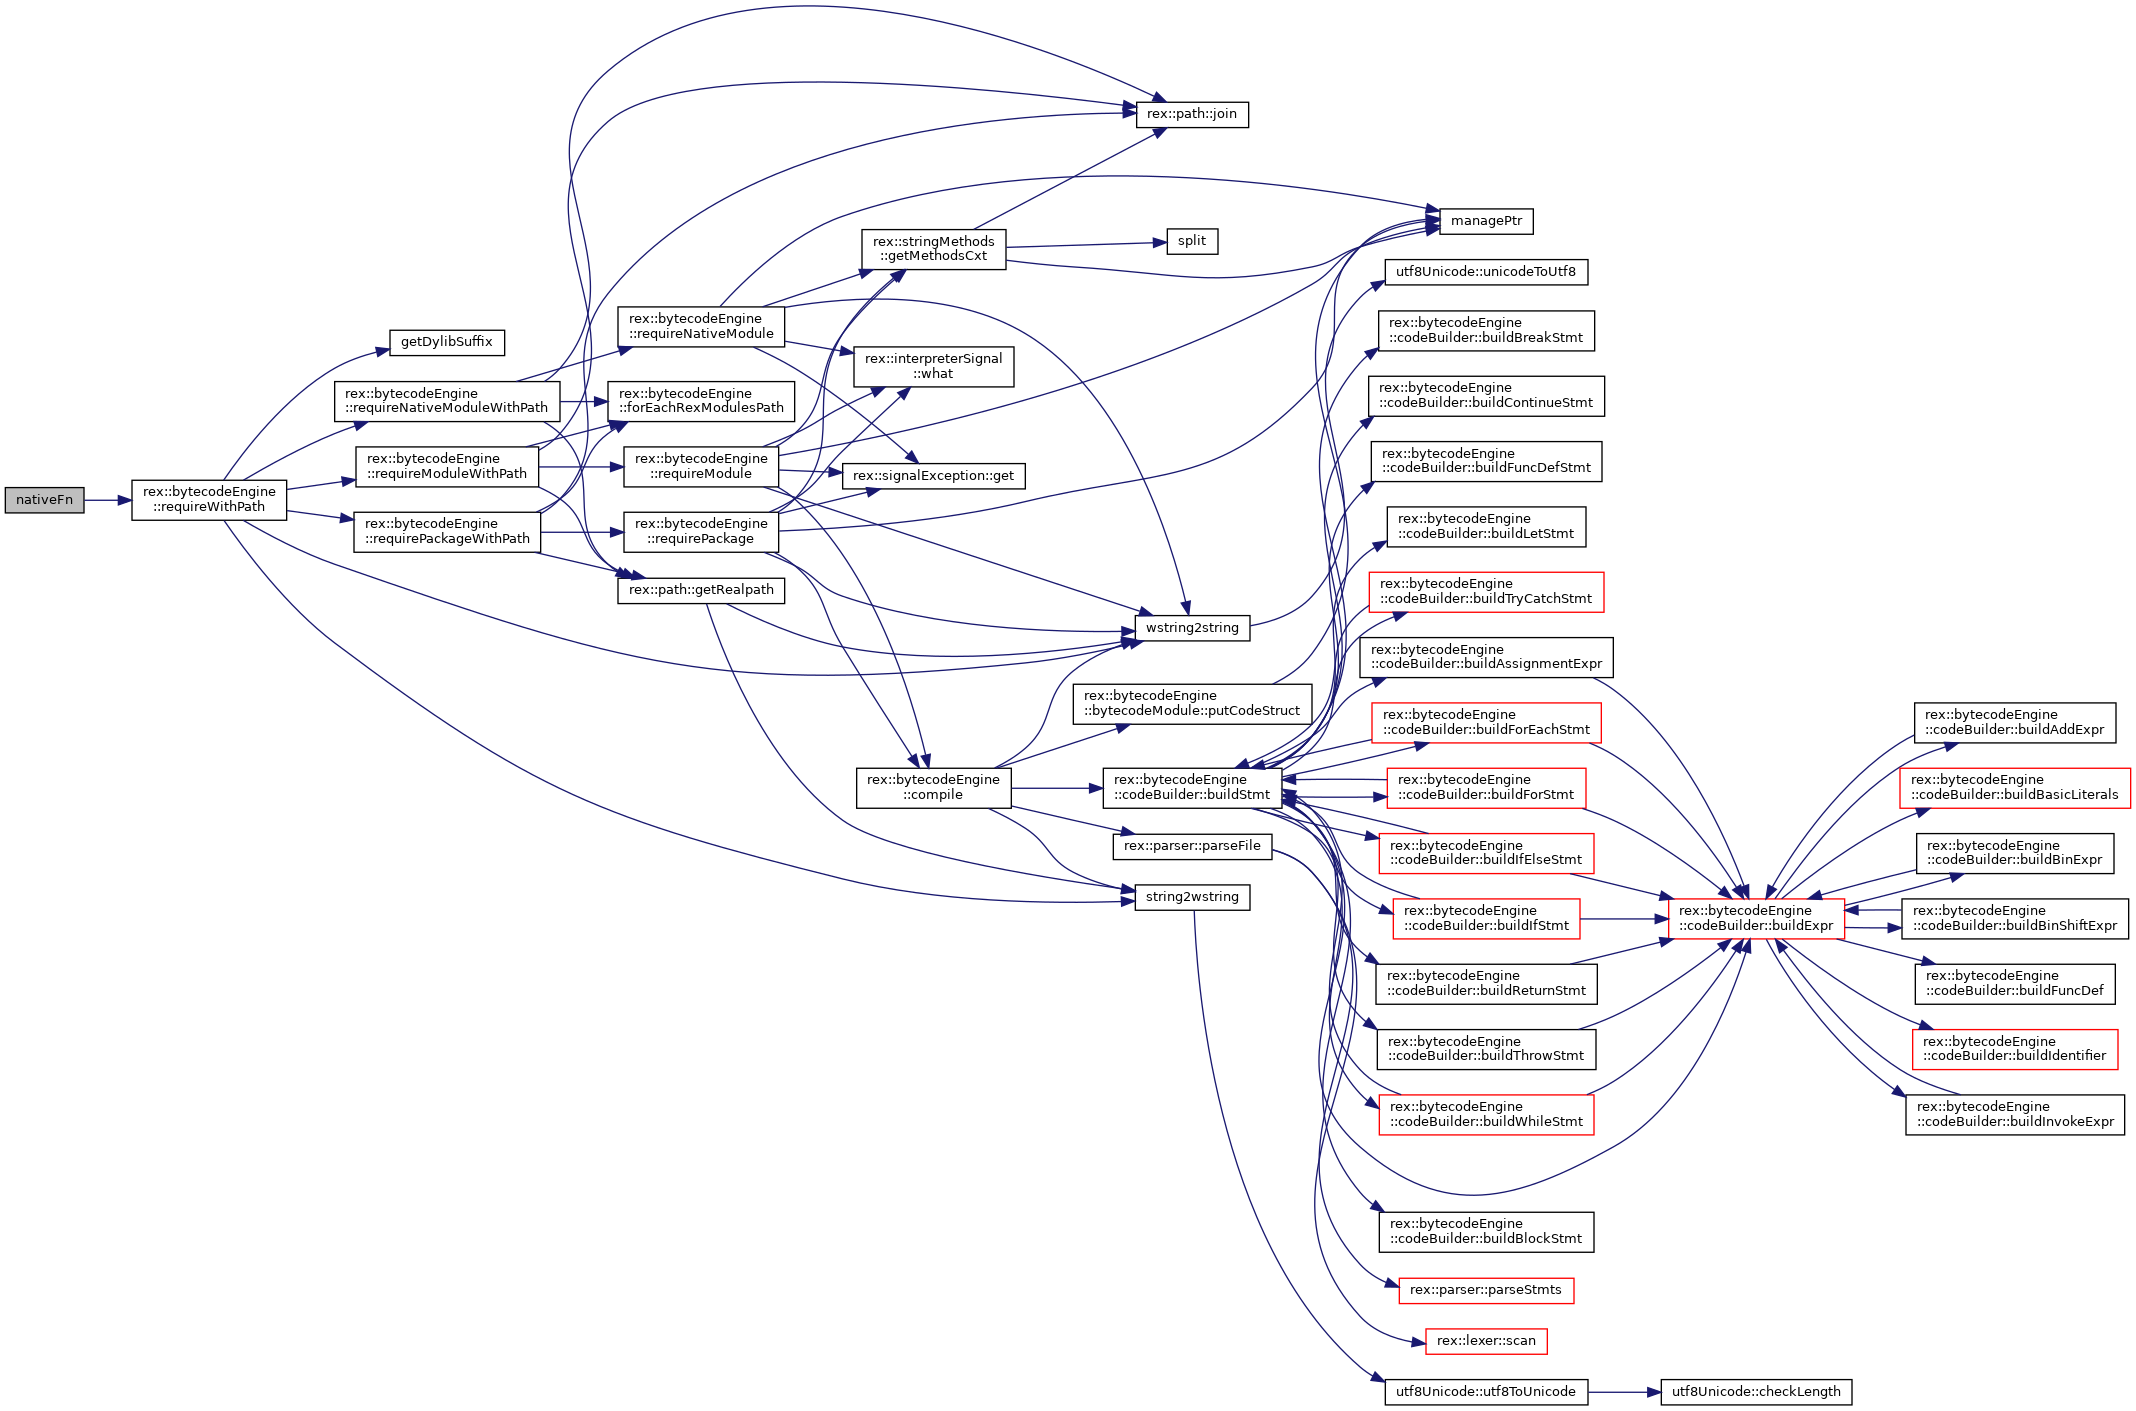 nativeFn
rex::bytecodeEngine
::requireWithPath
getDylibSuffix
rex::bytecodeEngine
::requireNativeModuleWithPath
rex::bytecodeEngine
::requireModuleWithPath
rex::bytecodeEngine
::requirePackageWithPath
rex::bytecodeEngine
::requireNativeModule
rex::bytecodeEngine
::forEachRexModulesPath
rex::bytecodeEngine
::requireModule
rex::bytecodeEngine
::requirePackage
rex::path::getRealpath
rex::stringMethods
::getMethodsCxt
rex::interpreterSignal
::what
rex::signalException::get
rex::bytecodeEngine
::compile
rex::path::join
split
wstring2string
rex::bytecodeEngine
::bytecodeModule::putCodeStruct
rex::bytecodeEngine
::codeBuilder::buildStmt
rex::parser::parseFile
string2wstring
managePtr
utf8Unicode::unicodeToUtf8
rex::bytecodeEngine
::codeBuilder::buildBreakStmt
rex::bytecodeEngine
::codeBuilder::buildContinueStmt
rex::bytecodeEngine
::codeBuilder::buildFuncDefStmt
rex::bytecodeEngine
::codeBuilder::buildLetStmt
rex::bytecodeEngine
::codeBuilder::buildTryCatchStmt
rex::bytecodeEngine
::codeBuilder::buildAssignmentExpr
rex::bytecodeEngine
::codeBuilder::buildForEachStmt
rex::bytecodeEngine
::codeBuilder::buildForStmt
rex::bytecodeEngine
::codeBuilder::buildIfElseStmt
rex::bytecodeEngine
::codeBuilder::buildIfStmt
rex::bytecodeEngine
::codeBuilder::buildReturnStmt
rex::bytecodeEngine
::codeBuilder::buildThrowStmt
rex::bytecodeEngine
::codeBuilder::buildWhileStmt
rex::bytecodeEngine
::codeBuilder::buildBlockStmt
rex::parser::parseStmts
rex::lexer::scan
utf8Unicode::utf8ToUnicode
rex::bytecodeEngine
::codeBuilder::buildExpr
utf8Unicode::checkLength
rex::bytecodeEngine
::codeBuilder::buildAddExpr
rex::bytecodeEngine
::codeBuilder::buildBasicLiterals
rex::bytecodeEngine
::codeBuilder::buildBinExpr
rex::bytecodeEngine
::codeBuilder::buildBinShiftExpr
rex::bytecodeEngine
::codeBuilder::buildFuncDef
rex::bytecodeEngine
::codeBuilder::buildIdentifier
rex::bytecodeEngine
::codeBuilder::buildInvokeExpr